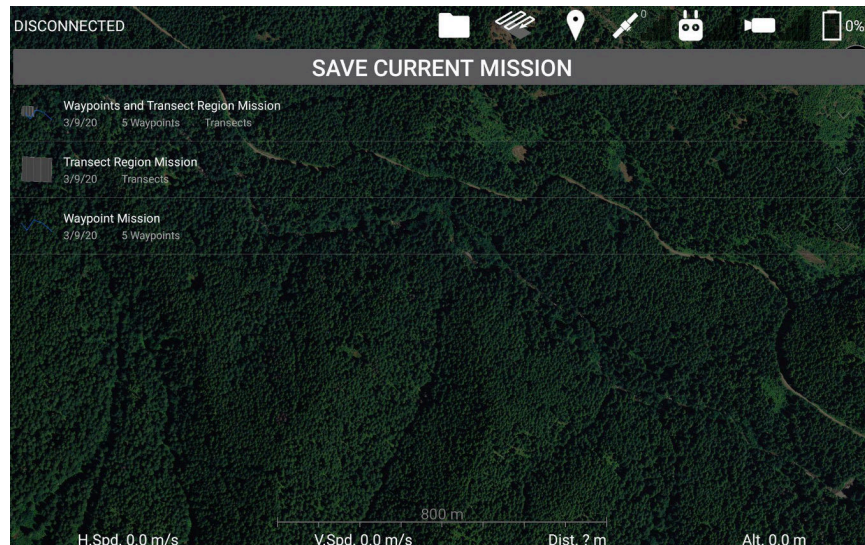 DISCONNECTED
0
0%
SAVE CURRENT MISSION
Waypoints and Transect Region Mission
3/9/20 5 Waypoints Transects
Transect Region Mission
3/9/20 Transects
Waypoint Mission
3/9/20 5 Waypoints
800 m
H.Spd. 0.0 m/s V.Spd. 0.0 m/s Dist. ? m Alt. 0.0 m